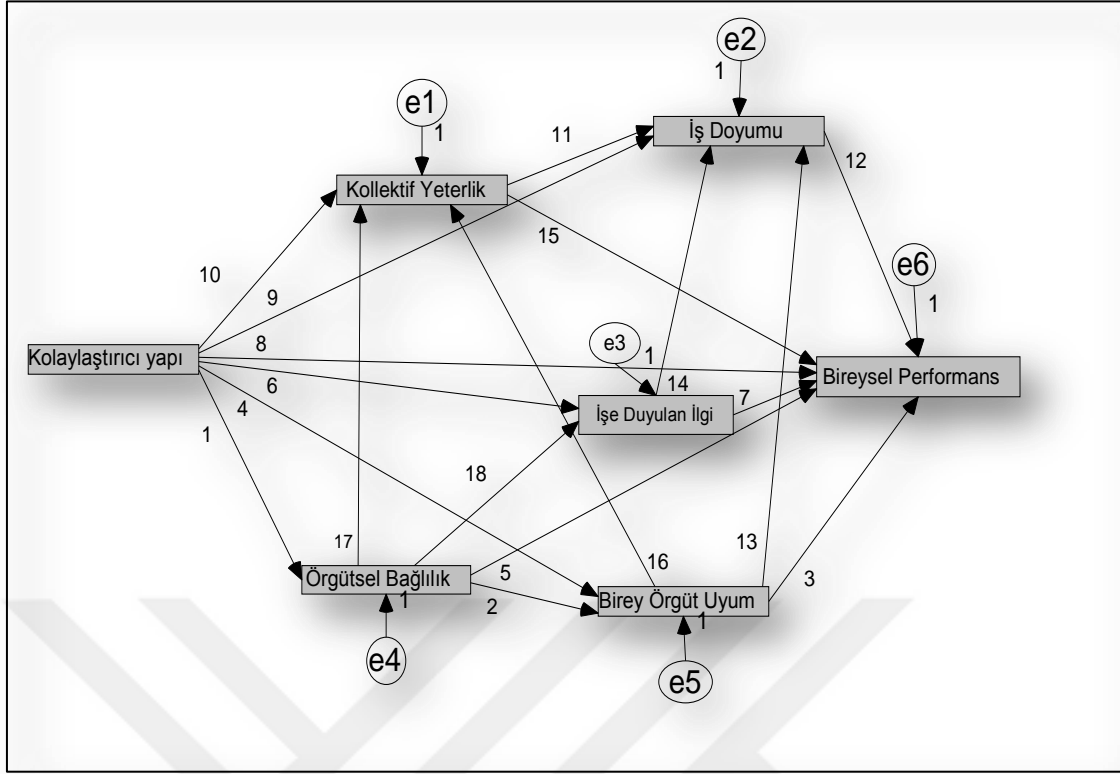 e2
1
e1
11
İş Doyumu
1
12
Kollektif Yeterlik
15
e6
10
9
1
e3
Kolaylaştırıcı yapı
8
1
Bireysel Performans
6
14
7
4
İşe Duyulan İlgi
1
18
17
13
16
5
3
Örgütsel Bağlılık
2
Birey Örgüt Uyum
1
1
e4
e5